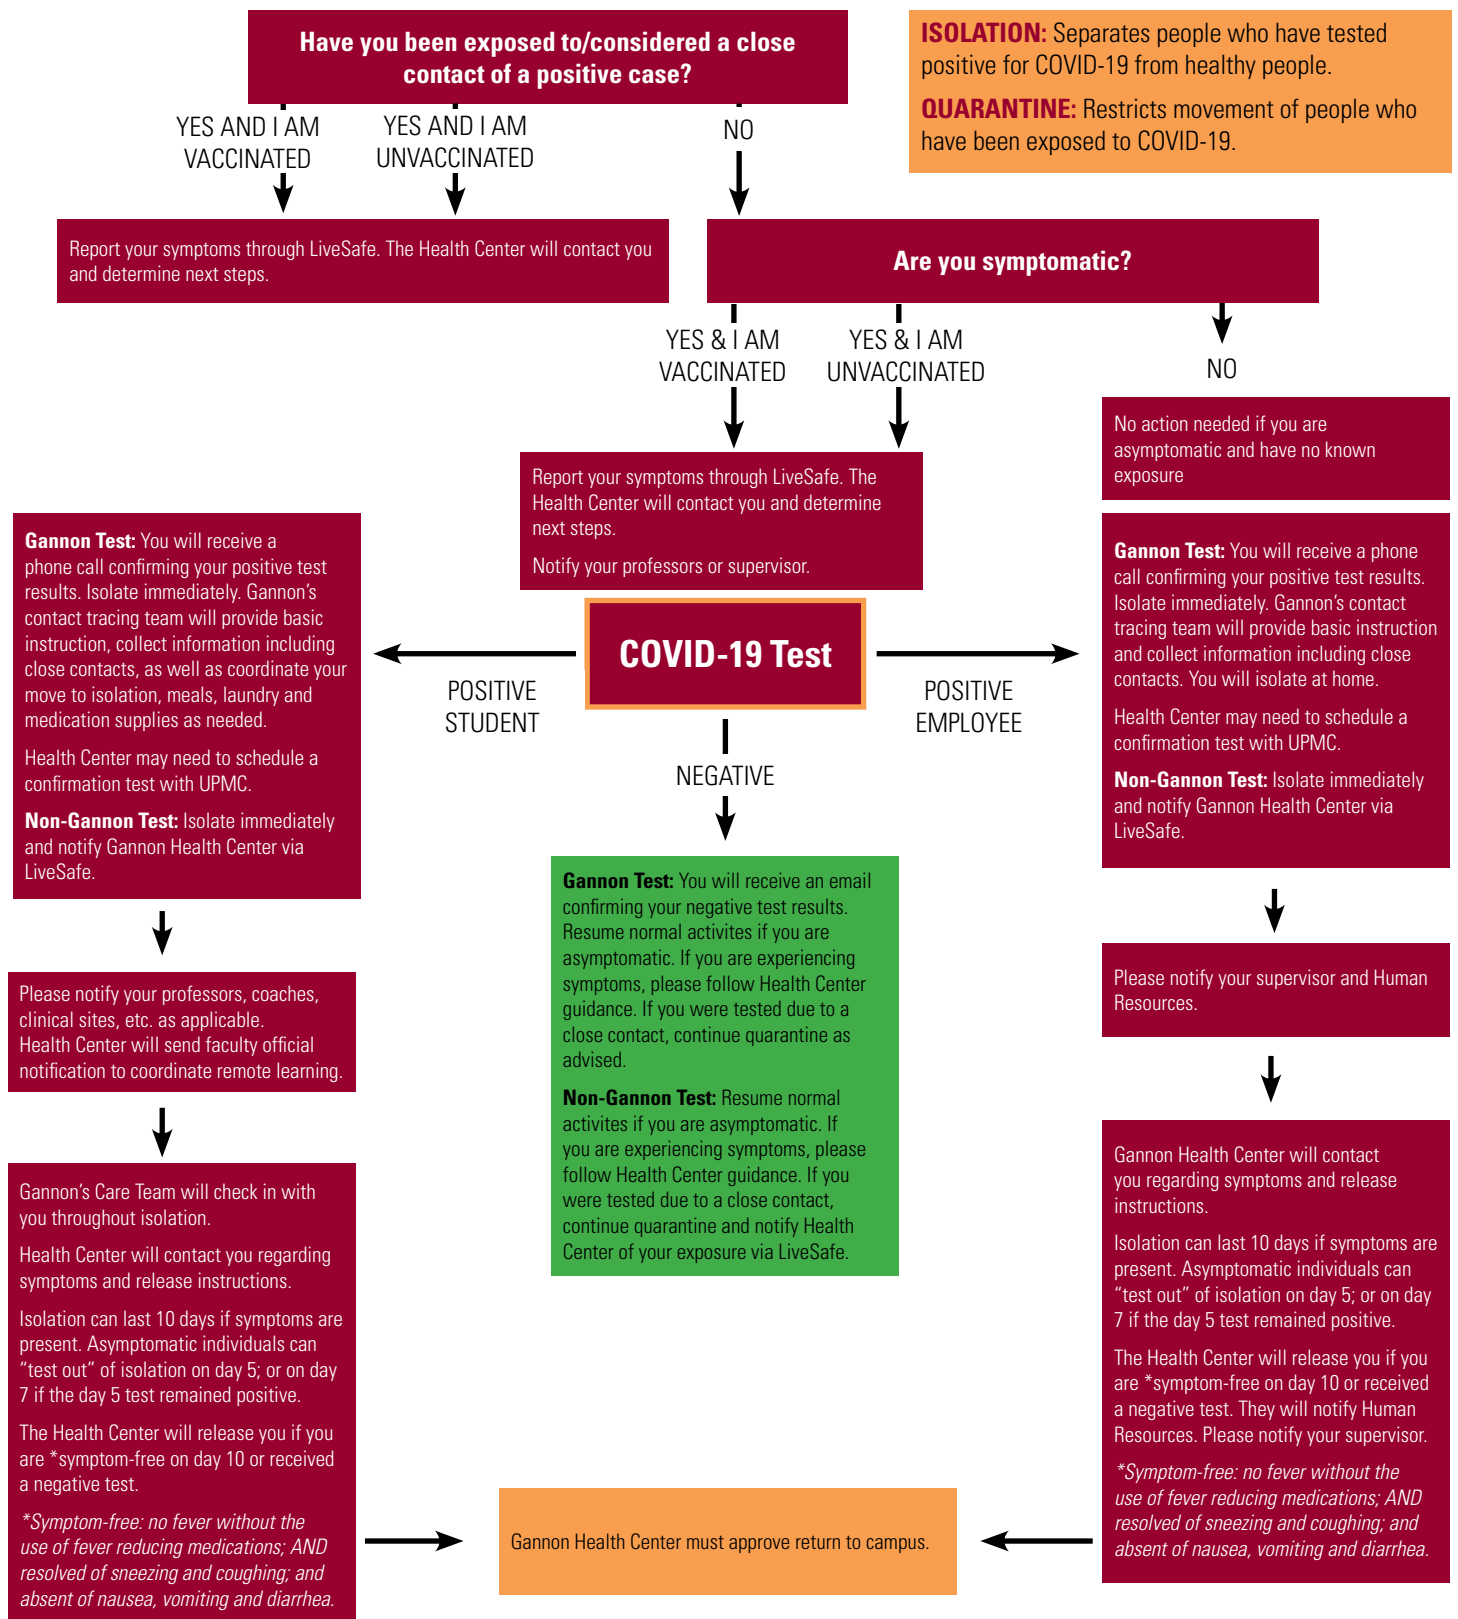 Have you been exposed to/considered a close
contact of a positive case?
ISOLATION: Separates people who have tested
positive for COVID-19 from healthy people.
QUARANTINE: Restricts movement of people who
have been exposed to COVID-19.
YES AND I AM
VACCINATED
YES AND I AM
UNVACCINATED
NO
Report your symptoms through LiveSafe. The Health Center will contact you
and determine next steps.
Are you symptomatic?
YES & I AM
VACCINATED
YES & I AM
UNVACCINATED
NO
No action needed if you are
asymptomatic and have no known
exposure
Report your symptoms through LiveSafe. The
Health Center will contact you and determine
next steps.
Notify your professors or supervisor.
COVID-19 Test
POSITIVE
STUDENT
POSITIVE
EMPLOYEE
NEGATIVE
Gannon Test: You will receive a
phone call confirming your positive test
results. Isolate immediately. Gannon's
contact tracing team will provide basic
instruction, collect information including
close contacts, as well as coordinate your
move to isolation, meals, laundry and
medication supplies as needed.
Health Center may need to schedule a
confirmation test with UPMC.
Non-Gannon Test: Isolate immediately
and notify Gannon Health Center via
LiveSafe.
Please notify your professors, coaches,
clinical sites, etc. as applicable.
Health Center will send faculty official
notification to coordinate remote learning.
Gannon's Care Team will check in with
you throughout isolation.
Health Center will contact you regarding
symptoms and release instructions.
Isolation can last 10 days if symptoms are
present. Asymptomatic individuals can
“test out” of isolation on day 5; or on day
7 if the day 5 test remained positive.
The Health Center will release you if you
are *symptom-free on day 10 or received
a negative test.
*Symptom-free: no fever without the
use of fever reducing medications; AND
resolved of sneezing and coughing; and
absent of nausea, vomiting and diarrhea.
Gannon Test: You will receive an email
confirming your negative test results.
Resume normal activites if you are
asymptomatic. If you are experiencing
symptoms, please follow Health Center
guidance. If you were tested due to a
close contact, continue quarantine as
advised.
Non-Gannon Test: Resume normal
activites if you are asymptomatic. If
you are experiencing symptoms, please
follow Health Center guidance. If you
were tested due to a close contact,
continue quarantine and notify Health
Center of your exposure via LiveSafe.
Gannon Test: You will receive a phone
call confirming your positive test results.
Isolate immediately. Gannon's contact
tracing team will provide basic instruction
and collect information including close
contacts. You will isolate at home.
Health Center may need to schedule a
confirmation test with UPMC.
Non-Gannon Test: Isolate immediately
and notify Gannon Health Center via
LiveSafe.
Please notify your supervisor and Human
Resources.
Gannon Health Center will contact
you regarding symptoms and release
instructions.
Isolation can last 10 days if symptoms are
present. Asymptomatic individuals can
“test out” of isolation on day 5; or on day
7 if the day 5 test remained positive.
The Health Center will release you if you
are *symptom-free on day 10 or received
a negative test. They will notify Human
Resources. Please notify your supervisor.
*Symptom-free: no fever without the
use of fever reducing medications; AND
resolved of sneezing and coughing; and
absent of nausea, vomiting and diarrhea.
Gannon Health Center must approve return to campus.